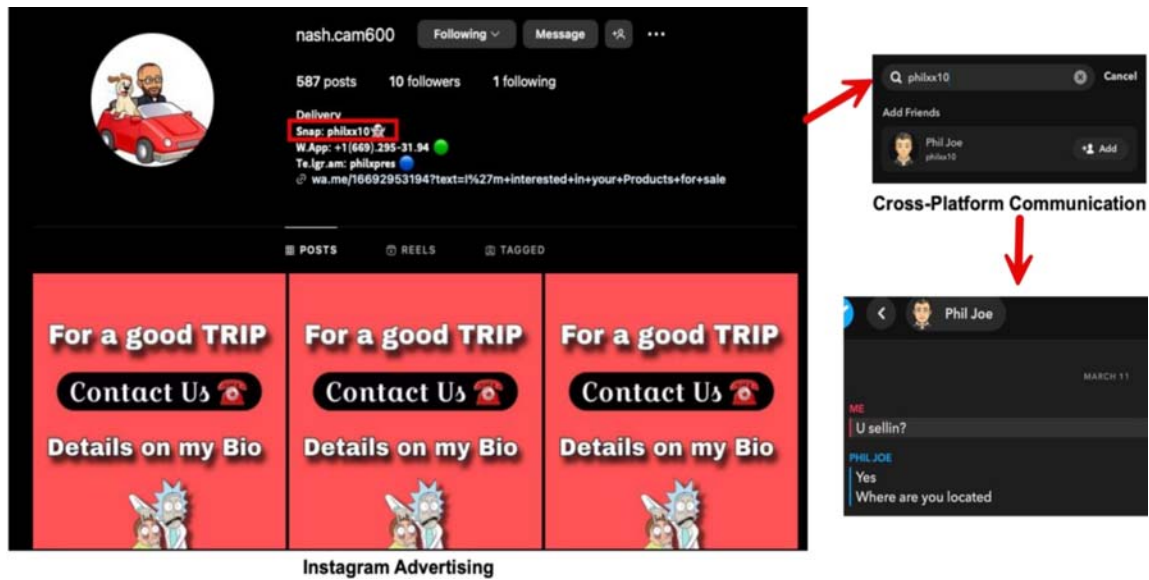 nash.cam600 Following Message
587 posts 10 followers 1 following
Delivery
Snap: philxx10
W.App: +1(669).295-31.94
Te.lgr.am: philxpres
wa.me/16692953194?text=I%27m+interested+in+your+Products+for+sale
POSTS REELS TAGGED
For a good TRIP
Contact Us
Details on my Bio
For a good TRIP
Contact Us
Details on my Bio
For a good TRIP
Contact Us
Details on my Bio
Instagram Advertising
philxx10 Cancel
Add Friends
Phil Joe
philxx10
Add
Cross-Platform Communication
Phil Joe
MARCH 11
ME
U sellin?
PHIL JOE
Yes
Where are you located